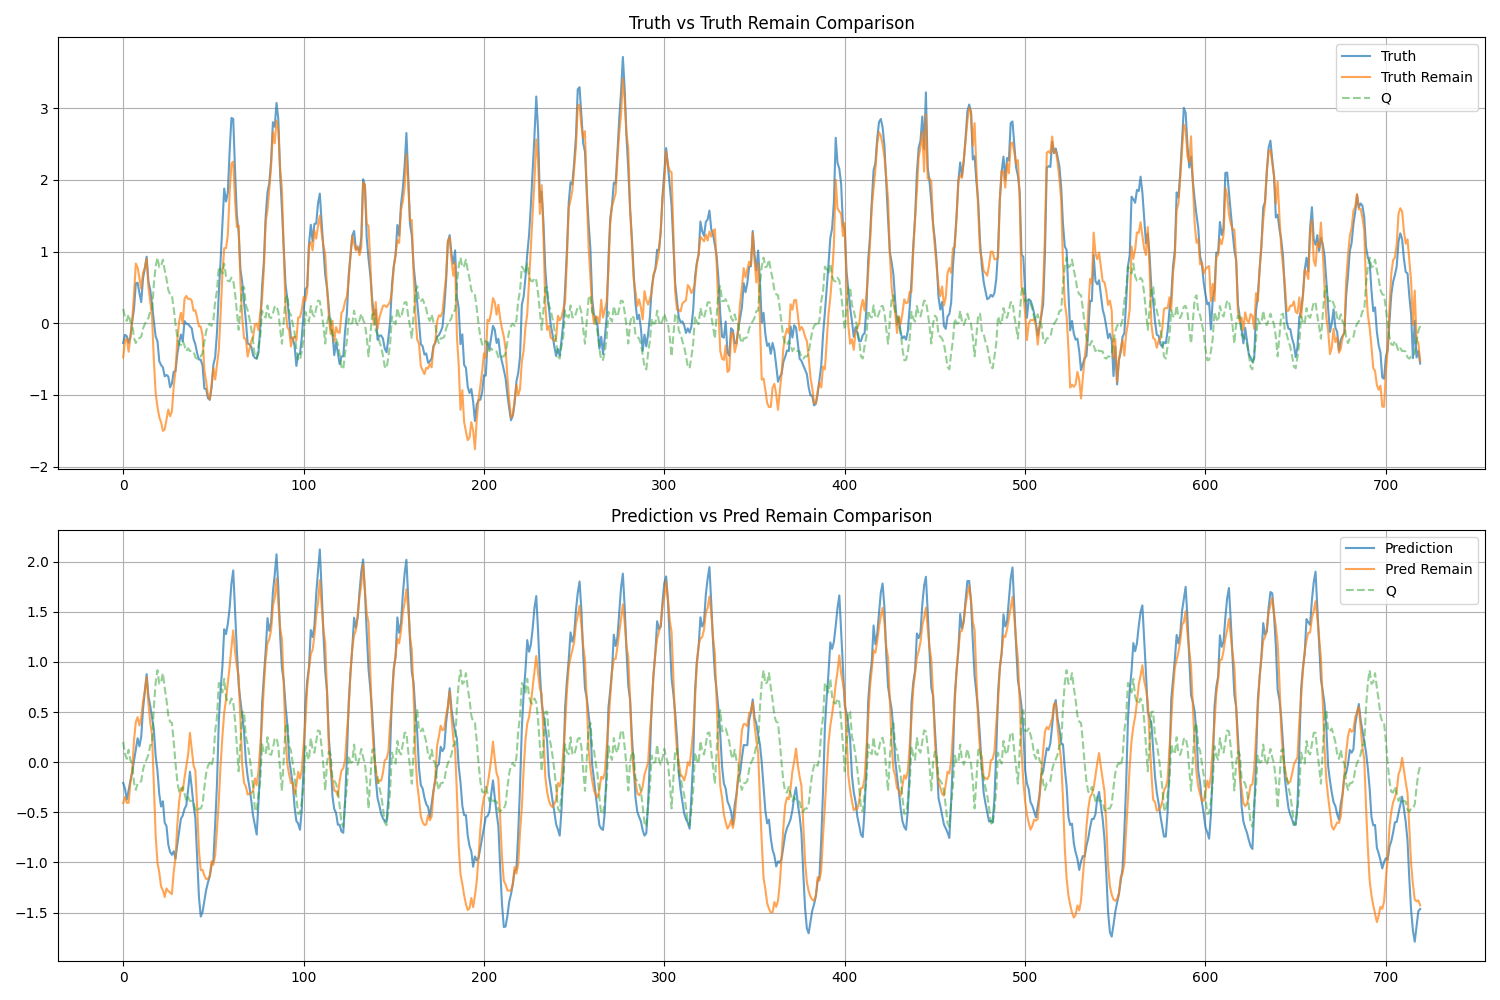 Truth vs Truth Remain Comparison
Truth
Truth Remain
Q
3
2
1
0
−1
−2
0 100 200 300 400 500 600 700
Prediction vs Pred Remain Comparison
Prediction
Pred Remain
Q
2.0
1.5
1.0
0.5
0.0
−0.5
−1.0
−1.5
0 100 200 300 400 500 600 700